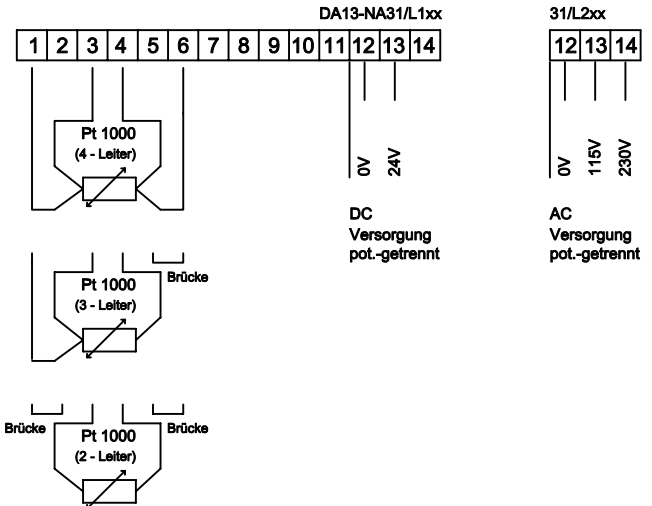 DA13-NA31/L1xx
31/L2xx
1 2 3 4 5 6 7 8 9 10 11 12 13 14
12 13 14
Pt 1000
(4 - Leiter)
0V
24V
0V
115V
230V
DC
Versorgung
pot.-getrennt
AC
Versorgung
pot.-getrennt
Brücke
Pt 1000
(3 - Leiter)
Brücke
Brücke
Pt 1000
(2 - Leiter)